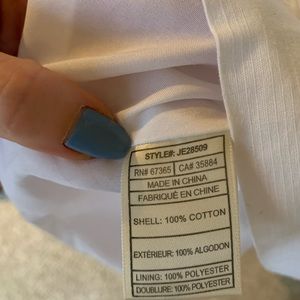 STYLE#: JE28509
RN# 67365 CA# 35884
MADE IN CHINA
FABRIQUÉ EN CHINE
SHELL: 100% COTTON
EXTÉRIEUR: 100% ALGODON
LINING: 100% POLYESTER
DOUBLURE: 100% POLYESTER